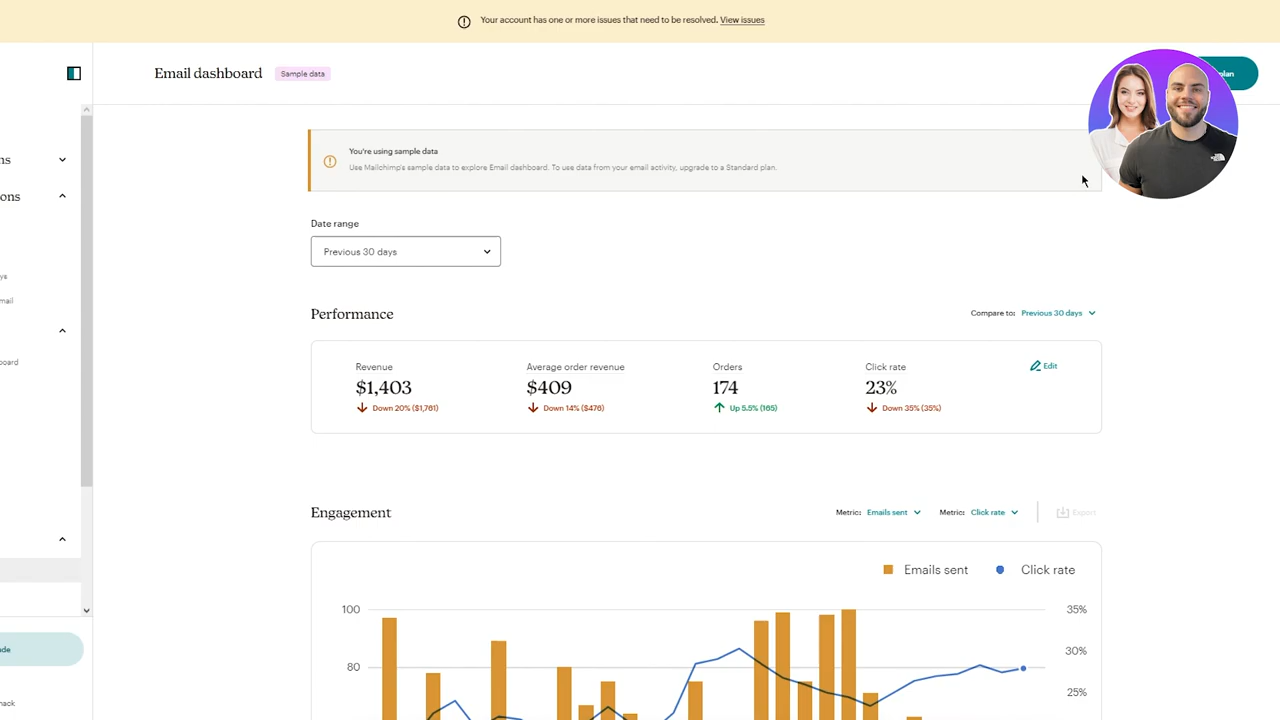 Your account has one or more issues that need to be resolved. View issues
Email dashboard
Sample data
plan
You're using sample data
Use Mailchimp's sample data to explore Email dashboard. To use data from your email activity, upgrade to a Standard plan.
Date range
Previous 30 days
Performance
Compare to: Previous 30 days
Revenue
$1,403
Down 20% ($1,761)
Average order revenue
$409
Down 14% ($476)
Orders
174
Up 5.5% (165)
Click rate
23%
Down 35% (35%)
Edit
Engagement
Metric: Emails sent
Metric: Click rate
Export
Emails sent
Click rate
100
80
35%
30%
25%